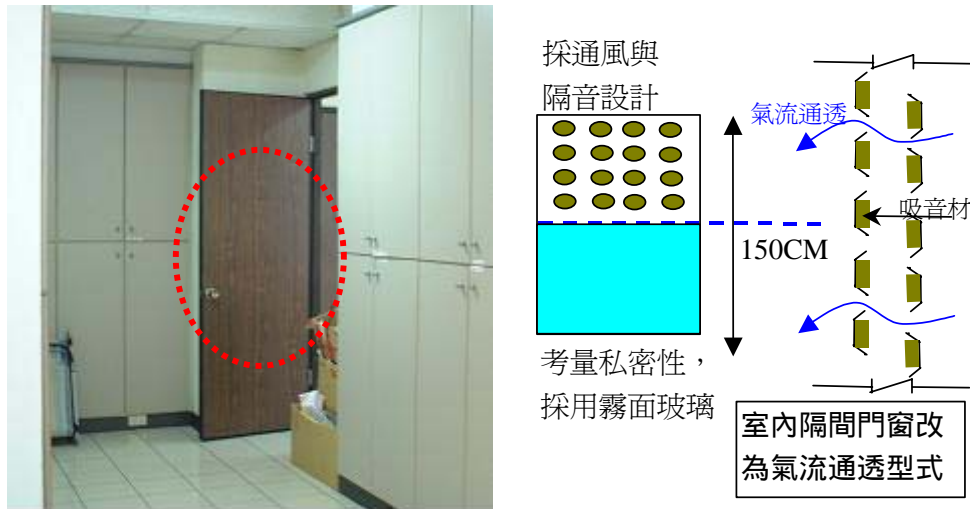 採通風與
隔音設計
氣流通透
吸音材
150CM
考量私密性，
採用霧面玻璃
室內隔間門窗改
為氣流通透型式